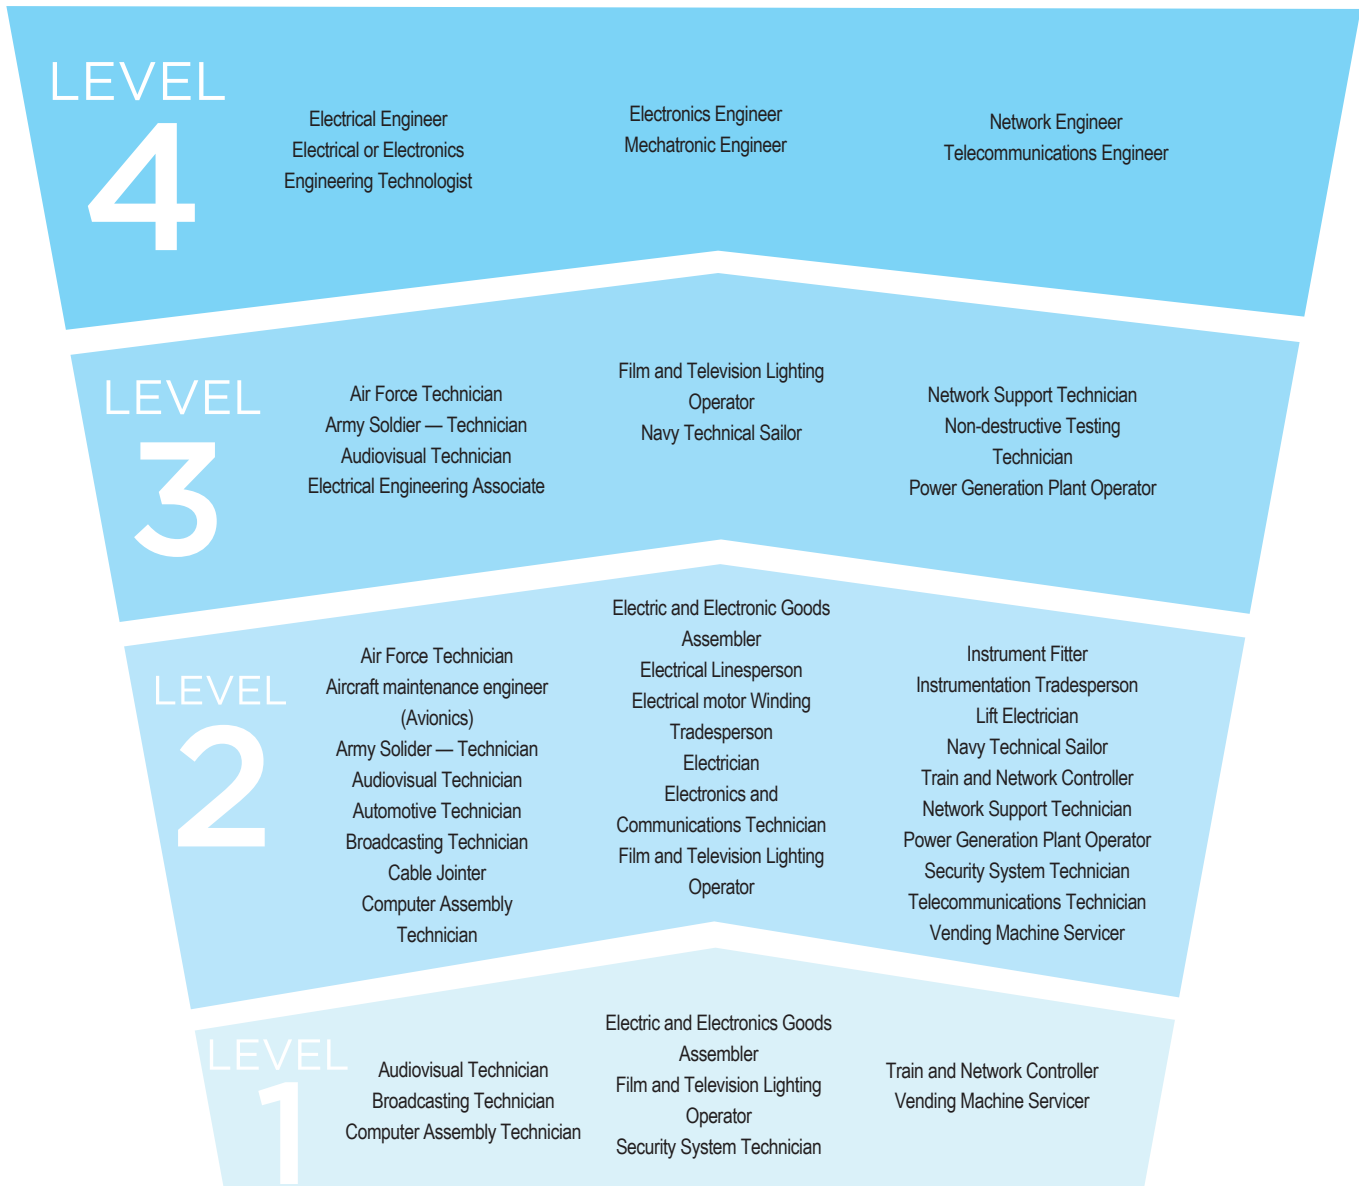 LEVEL
4
Electrical Engineer
Electrical or Electronics
Engineering Technologist
Electronics Engineer
Mechatronic Engineer
Network Engineer
Telecommunications Engineer
LEVEL
3
Air Force Technician
Army Soldier — Technician
Audiovisual Technician
Electrical Engineering Associate
Film and Television Lighting
Operator
Navy Technical Sailor
Network Support Technician
Non-destructive Testing
Technician
Power Generation Plant Operator
LEVEL
2
Air Force Technician
Aircraft maintenance engineer
(Avionics)
Army Solider — Technician
Audiovisual Technician
Automotive Technician
Broadcasting Technician
Cable Jointer
Computer Assembly
Technician
Electric and Electronic Goods
Assembler
Electrical Linesperson
Electrical motor Winding
Tradesperson
Electrician
Electronics and
Communications Technician
Film and Television Lighting
Operator
Instrument Fitter
Instrumentation Tradesperson
Lift Electrician
Navy Technical Sailor
Train and Network Controller
Network Support Technician
Power Generation Plant Operator
Security System Technician
Telecommunications Technician
Vending Machine Servicer
LEVEL
1
Audiovisual Technician
Broadcasting Technician
Computer Assembly Technician
Electric and Electronics Goods
Assembler
Film and Television Lighting
Operator
Security System Technician
Train and Network Controller
Vending Machine Servicer